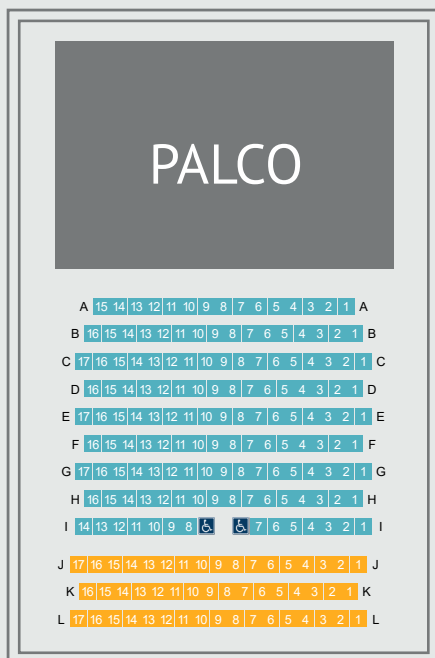 PALCO
A 15 14 13 12 11 10 9 8 7 6 5 4 3 2 1 A
B 16 15 14 13 12 11 10 9 8 7 6 5 4 3 2 1 B
C 17 16 15 14 13 12 11 10 9 8 7 6 5 4 3 2 1 C
D 16 15 14 13 12 11 10 9 8 7 6 5 4 3 2 1 D
E 17 16 15 14 13 12 11 10 9 8 7 6 5 4 3 2 1 E
F 16 15 14 13 12 11 10 9 8 7 6 5 4 3 2 1 F
G 17 16 15 14 13 12 11 10 9 8 7 6 5 4 3 2 1 G
H 16 15 14 13 12 11 10 9 8 7 6 5 4 3 2 1 H
I 14 13 12 11 10 9 8 7 6 5 4 3 2 1 I
J 17 16 15 14 13 12 11 10 9 8 7 6 5 4 3 2 1 J
K 16 15 14 13 12 11 10 9 8 7 6 5 4 3 2 1 K
L 17 16 15 14 13 12 11 10 9 8 7 6 5 4 3 2 1 L